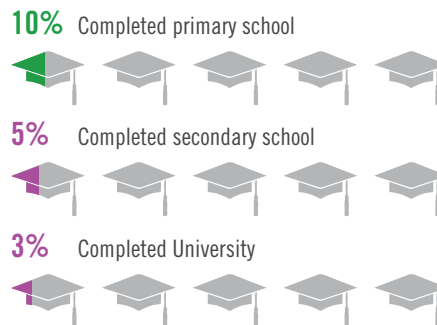 10% Completed primary school
5% Completed secondary school
3% Completed University